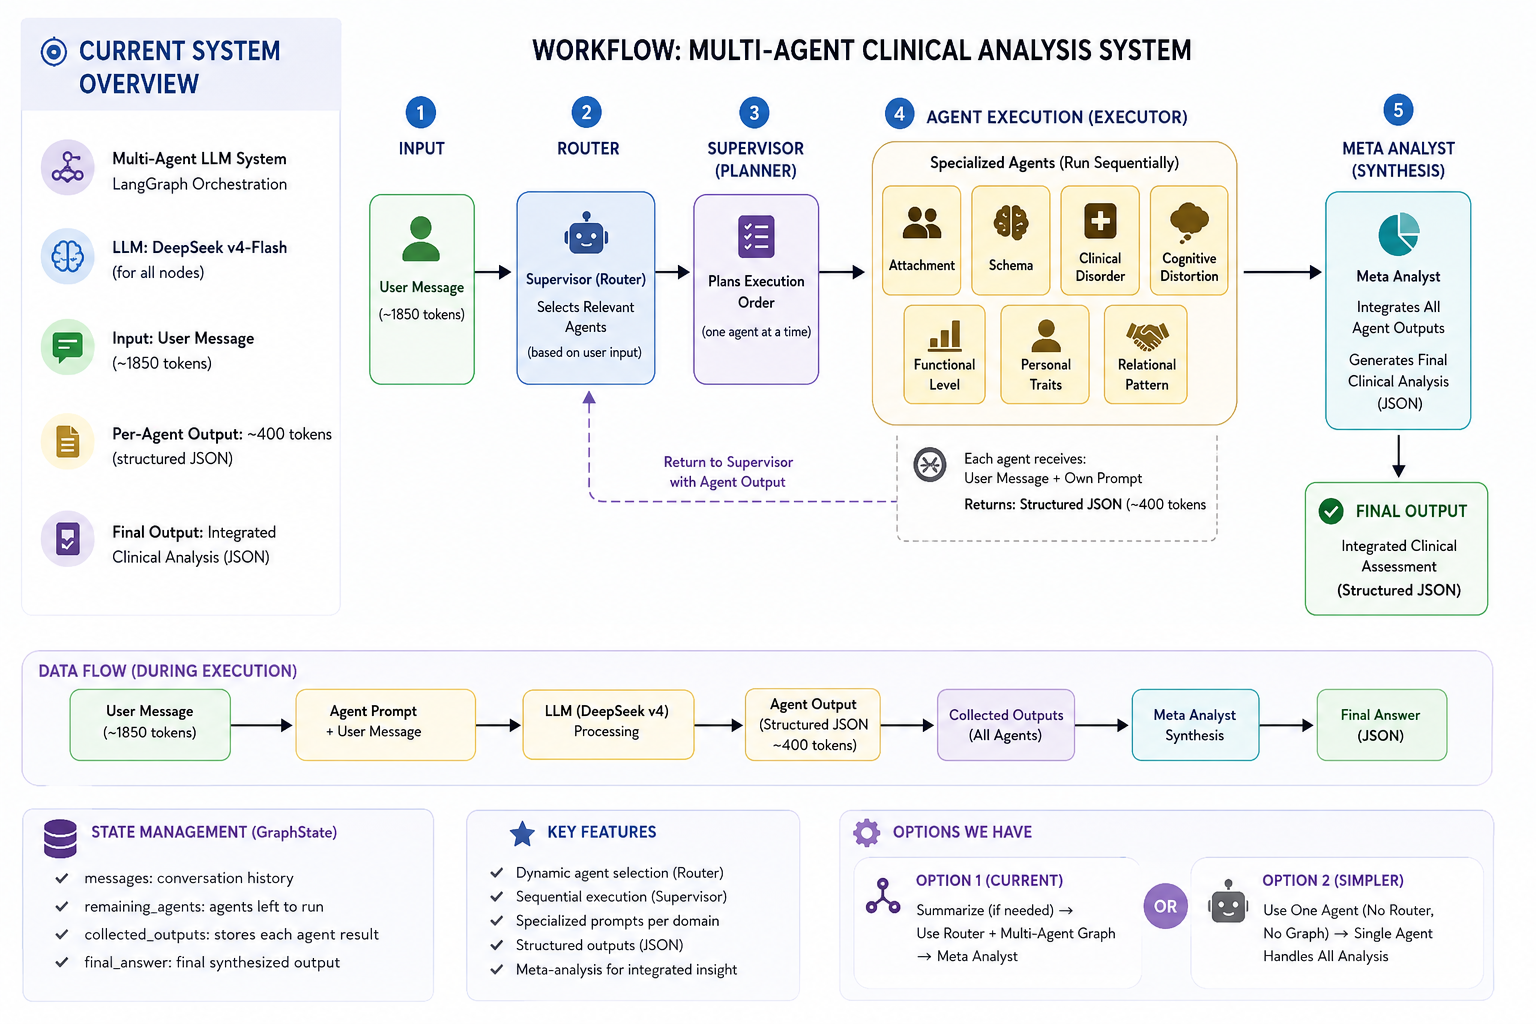 CURRENT SYSTEM
OVERVIEW
Multi-Agent LLM System
LangGraph Orchestration
LLM: DeepSeek v4-Flash
(for all nodes)
Input: User Message
(~1850 tokens)
Per-Agent Output: ~400 tokens
(structured JSON)
Final Output: Integrated
Clinical Analysis (JSON)
WORKFLOW: MULTI-AGENT CLINICAL ANALYSIS SYSTEM
1
INPUT
User Message
(~1850 tokens)
2
ROUTER
Supervisor (Router)
Selects Relevant
Agents
(based on user input)
3
SUPERVISOR
(PLANNER)
Plans Execution
Order
(one agent at a time)
4
AGENT EXECUTION (EXECUTOR)
Specialized Agents (Run Sequentially)
Attachment
Schema
Clinical
Disorder
Cognitive
Distortion
Functional
Level
Personal
Traits
Relational
Pattern
Each agent receives:
User Message + Own Prompt
Returns: Structured JSON (~400 tokens
Return to Supervisor
with Agent Output
5
META ANALYST
(SYNTHESIS)
Meta Analyst
Integrates All
Agent Outputs
Generates Final
Clinical Analysis
(JSON)
FINAL OUTPUT
Integrated Clinical
Assessment
(Structured JSON)
DATA FLOW (DURING EXECUTION)
User Message
(~1850 tokens)
Agent Prompt
+ User Message
LLM (DeepSeek v4)
Processing
Agent Output
(Structured JSON
~400 tokens)
Collected Outputs
(All Agents)
Meta Analyst
Synthesis
Final Answer
(JSON)
STATE MANAGEMENT (GraphState)
✓ messages: conversation history
✓ remaining_agents: agents left to run
✓ collected_outputs: stores each agent result
✓ final_answer: final synthesized output
KEY FEATURES
✓ Dynamic agent selection (Router)
✓ Sequential execution (Supervisor)
✓ Specialized prompts per domain
✓ Structured outputs (JSON)
✓ Meta-analysis for integrated insight
OPTIONS WE HAVE
OPTION 1 (CURRENT)
Summarize (if needed) →
Use Router + Multi-Agent Graph
→ Meta Analyst
OR
OPTION 2 (SIMPLER)
Use One Agent (No Router,
No Graph) → Single Agent
Handles All Analysis